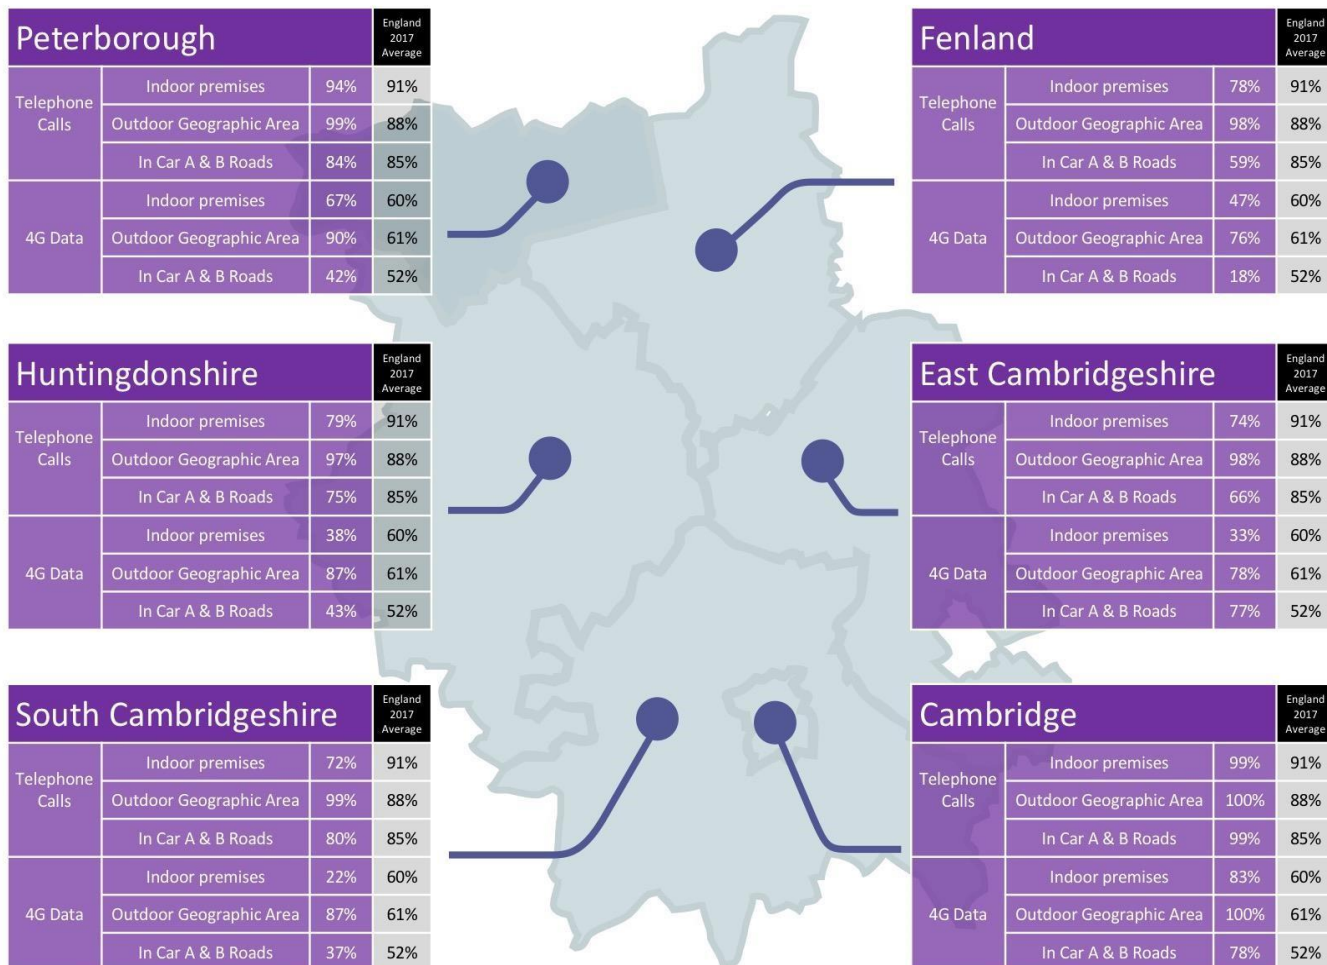 Peterborough
England
2017
Average
Telephone
Calls
Indoor premises 94% 91%
Outdoor Geographic Area 99% 88%
In Car A & B Roads 84% 85%
4G Data
Indoor premises 67% 60%
Outdoor Geographic Area 90% 61%
In Car A & B Roads 42% 52%
Fenland
England
2017
Average
Telephone
Calls
Indoor premises 78% 91%
Outdoor Geographic Area 98% 88%
In Car A & B Roads 59% 85%
4G Data
Indoor premises 47% 60%
Outdoor Geographic Area 76% 61%
In Car A & B Roads 18% 52%
Huntingdonshire
England
2017
Average
Telephone
Calls
Indoor premises 79% 91%
Outdoor Geographic Area 97% 88%
In Car A & B Roads 75% 85%
4G Data
Indoor premises 38% 60%
Outdoor Geographic Area 87% 61%
In Car A & B Roads 43% 52%
East Cambridgeshire
England
2017
Average
Telephone
Calls
Indoor premises 74% 91%
Outdoor Geographic Area 98% 88%
In Car A & B Roads 66% 85%
4G Data
Indoor premises 33% 60%
Outdoor Geographic Area 78% 61%
In Car A & B Roads 77% 52%
South Cambridgeshire
England
2017
Average
Telephone
Calls
Indoor premises 72% 91%
Outdoor Geographic Area 99% 88%
In Car A & B Roads 80% 85%
4G Data
Indoor premises 22% 60%
Outdoor Geographic Area 87% 61%
In Car A & B Roads 37% 52%
Cambridge
England
2017
Average
Telephone
Calls
Indoor premises 99% 91%
Outdoor Geographic Area 100% 88%
In Car A & B Roads 99% 85%
4G Data
Indoor premises 83% 60%
Outdoor Geographic Area 100% 61%
In Car A & B Roads 78% 52%